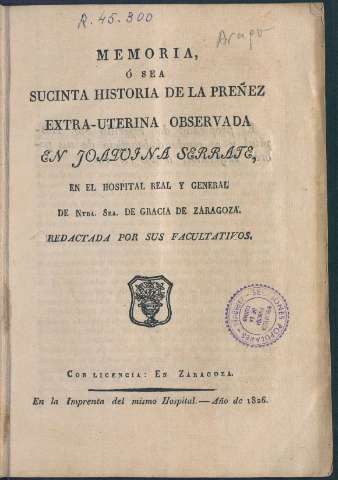 R. 45.300
Aragó
MEMORIA,
Ó SEA
SUCINTA HISTORIA DE LA PREÑEZ
EXTRA-UTERINA OBSERVADA
EN JOAQUINA SERRATE,
EN EL HOSPITAL REAL Y GENERAL
DE NTRA. SRA. DE GRACIA DE ZARAGOZA.
REDACTADA POR SUS FACULTATIVOS.
CON LICENCIA: EN ZARAGOZA.
En la Imprenta del mismo Hospital.—Año de 1826.